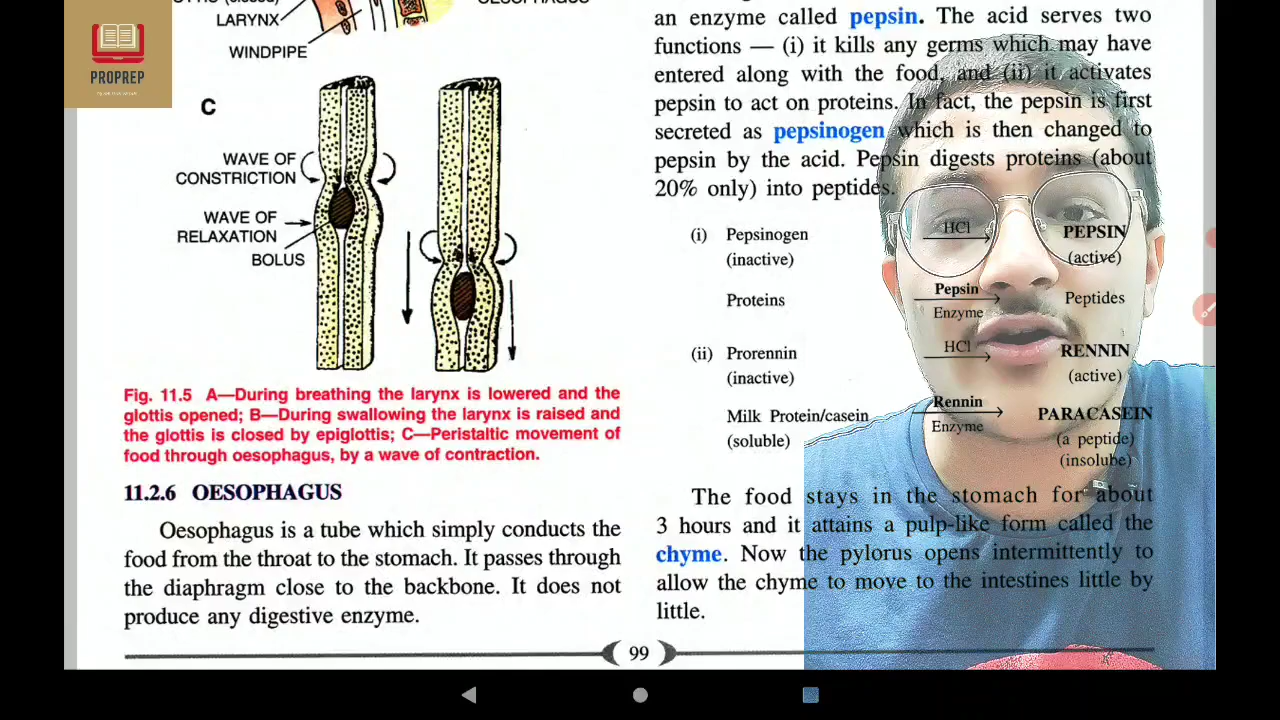 LARYNX
OESOPHAGUS
WINDPIPE
PROPREP
C
WAVE OF
CONSTRICTION
WAVE OF
RELAXATION
BOLUS
Fig. 11.5 A—During breathing the larynx is lowered and the
glottis opened; B—During swallowing the larynx is raised and
the glottis is closed by epiglottis; C—Peristaltic movement of
food through oesophagus, by a wave of contraction.
11.2.6 OESOPHAGUS
Oesophagus is a tube which simply conducts the
food from the throat to the stomach. It passes through
the diaphragm close to the backbone. It does not
produce any digestive enzyme.
an enzyme called pepsin. The acid serves two
functions — (i) it kills any germs which may have
entered along with the food, and (ii) it activates
pepsin to act on proteins. In fact, the pepsin is first
secreted as pepsinogen which is then changed to
pepsin by the acid. Pepsin digests proteins (about
20% only) into peptides.
(i) Pepsinogen HCl PEPSIN
(inactive) (active)
Proteins Pepsin Peptides
Enzyme
(ii) Prorennin HCl RENNIN
(inactive) (active)
Milk Protein/casein Rennin PARACASEIN
(soluble) Enzyme (a peptide)
(insolube)
The food stays in the stomach for about
3 hours and it attains a pulp-like form called the
chyme. Now the pylorus opens intermittently to
allow the chyme to move to the intestines little by
little.
99